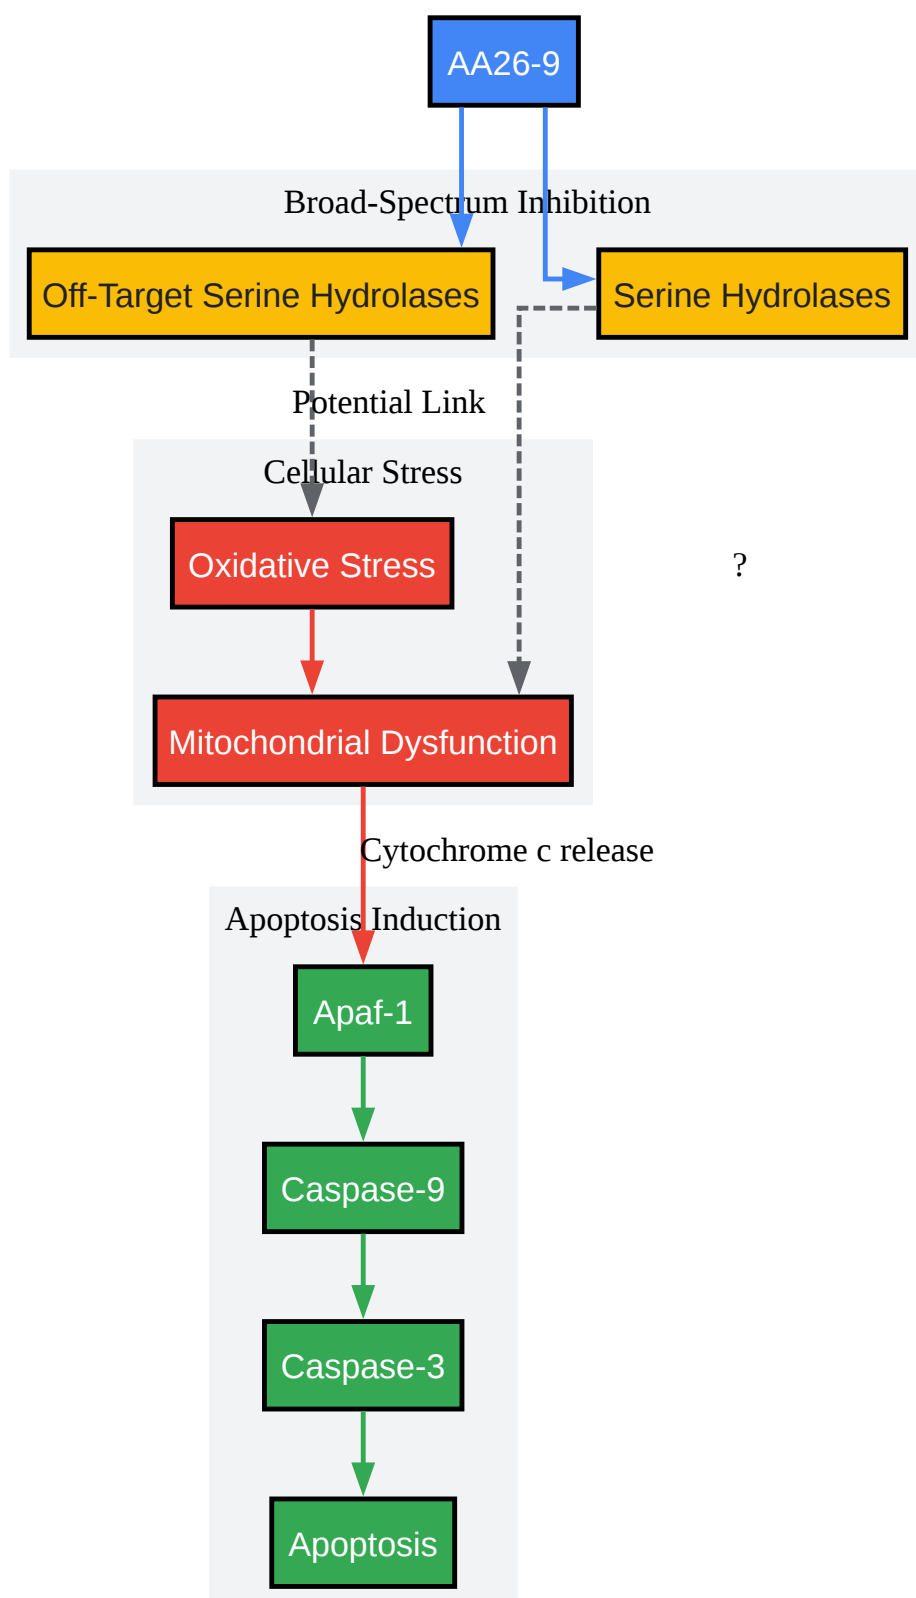 AA26-9
Broad-Spectrum Inhibition
Off-Target Serine Hydrolases
Serine Hydrolases
Potential Link
Cellular Stress
Oxidative Stress
?
Mitochondrial Dysfunction
Cytochrome c release
Apoptosis Induction
Apaf-1
Caspase-9
Caspase-3
Apoptosis